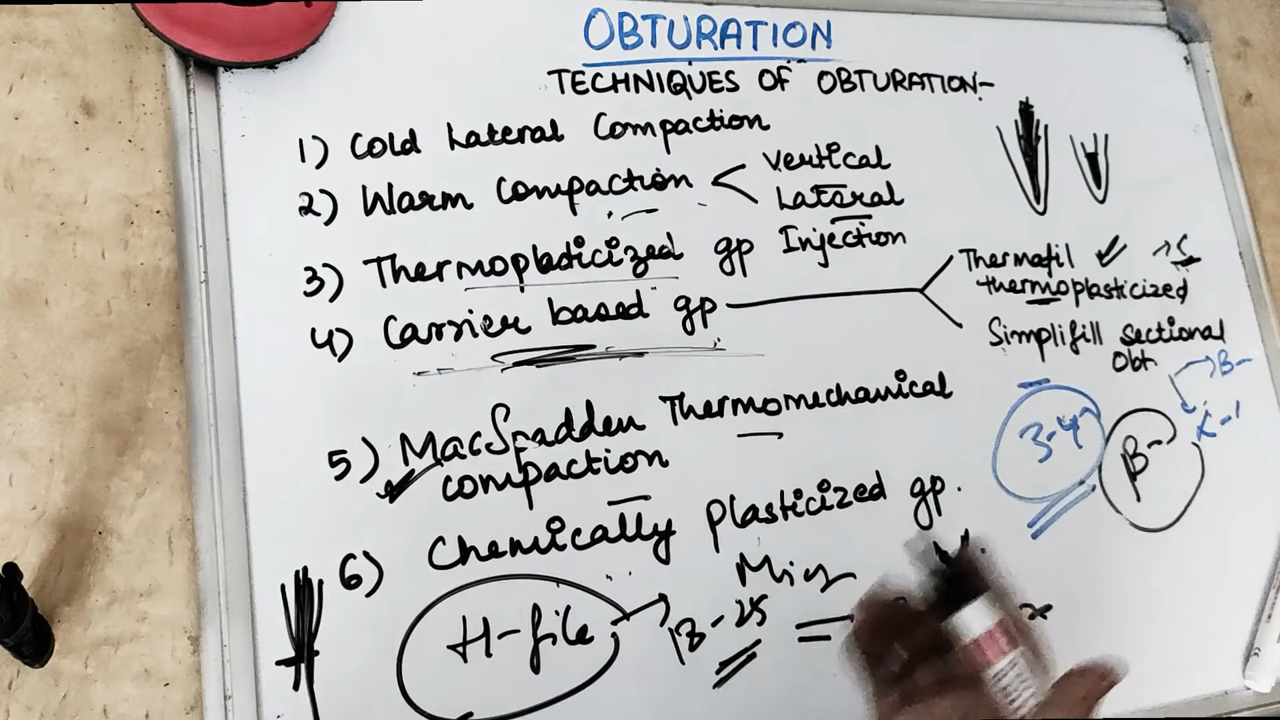 OBTURATION
TECHNIQUES OF OBTURATION-
1) Cold Lateral Compaction
2) Warm Compaction < Vertical
Lateral
3) Thermoplasticized gp Injection
4) Carrier based gp
Thermafil
thermoplasticized
Simplifill sectional
Obt.
5) MacSpadden Thermomechanical
compaction
6) Chemically plasticized gp.
3-4
B-
B-
K-
H-file
B-25